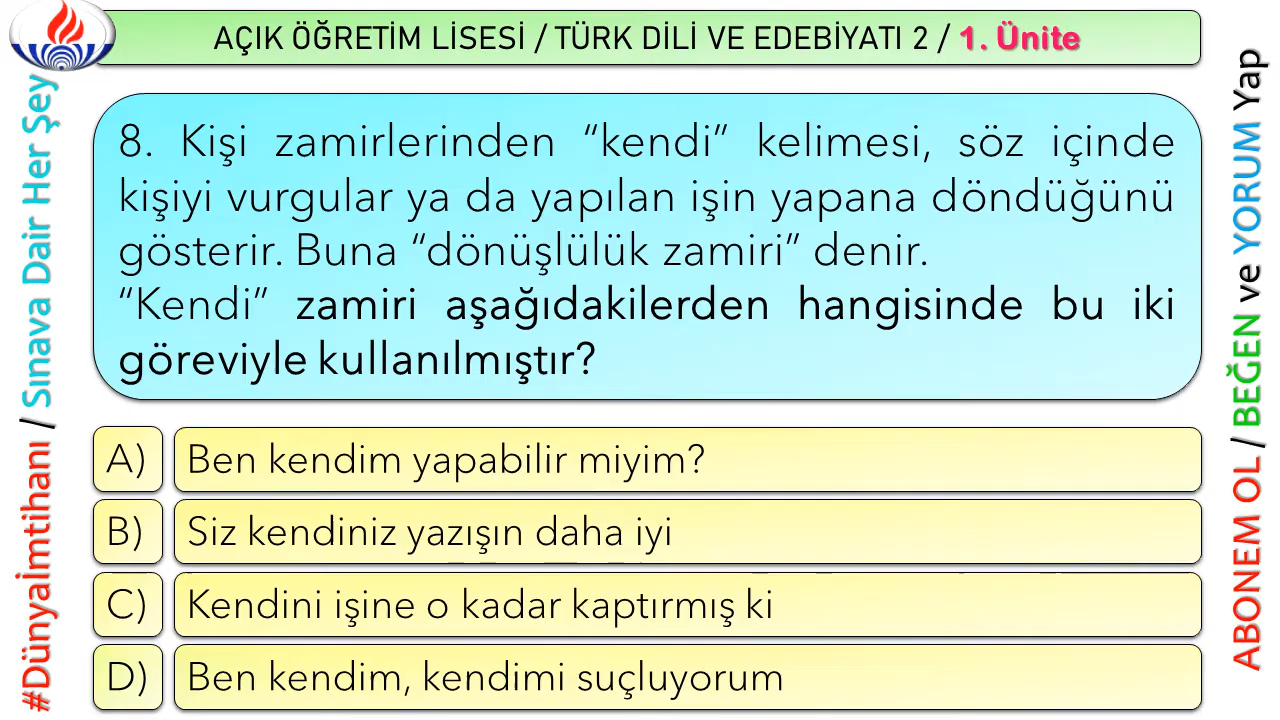 AÇIK ÖĞRETİM LİSESİ / TÜRK DİLİ VE EDEBİYATI 2 / 1. Ünite
#Dünyaİmtihanı / Sınava Dair Her Şey
8. Kişi zamirlerinden “kendi” kelimesi, söz içinde
kişiyi vurgular ya da yapılan işin yapana döndüğünü
gösterir. Buna “dönüşlülük zamiri” denir.
“Kendi” zamiri aşağıdakilerden hangisinde bu iki
göreviyle kullanılmıştır?
A) Ben kendim yapabilir miyim?
B) Siz kendiniz yazışın daha iyi
C) Kendini işine o kadar kaptırmış ki
D) Ben kendim, kendimi suçluyorum
ABONEM OL / BEĞEN ve YORUM Yap